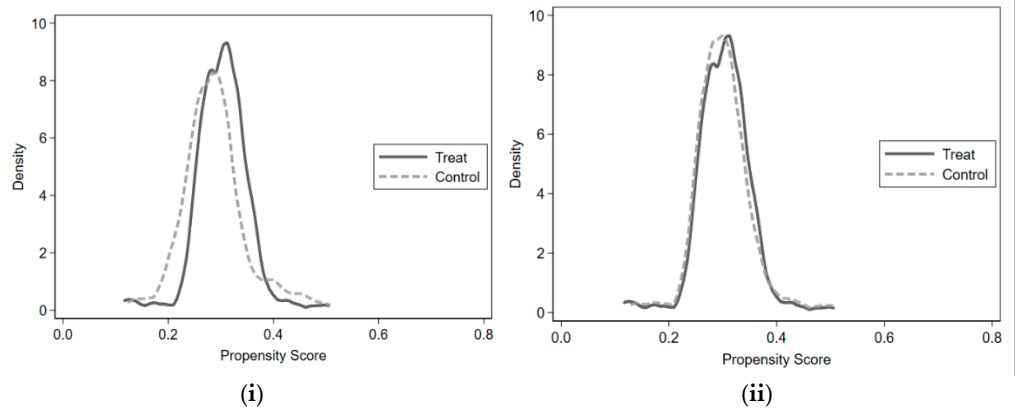 10
8
6
4
2
0
Density
0.0 0.2 0.4 0.6 0.8
Propensity Score
Treat
Control
(i)
10
8
6
4
2
0
Density
0.0 0.2 0.4 0.6 0.8
Propensity Score
Treat
Control
(ii)